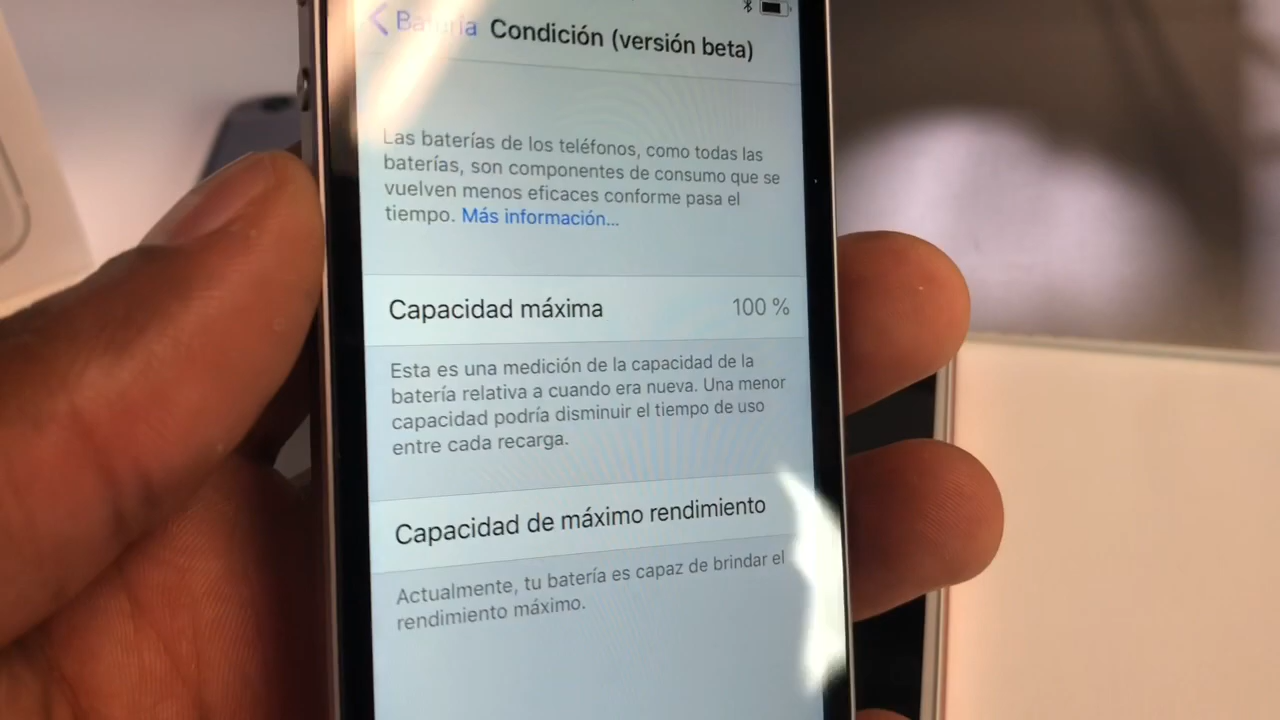 Batería Condición (versión beta)
Las baterías de los teléfonos, como todas las
baterías, son componentes de consumo que se
vuelven menos eficaces conforme pasa el
tiempo. Más información...
Capacidad máxima 100 %
Esta es una medición de la capacidad de la
batería relativa a cuando era nueva. Una menor
capacidad podría disminuir el tiempo de uso
entre cada recarga.
Capacidad de máximo rendimiento
Actualmente, tu batería es capaz de brindar el
rendimiento máximo.